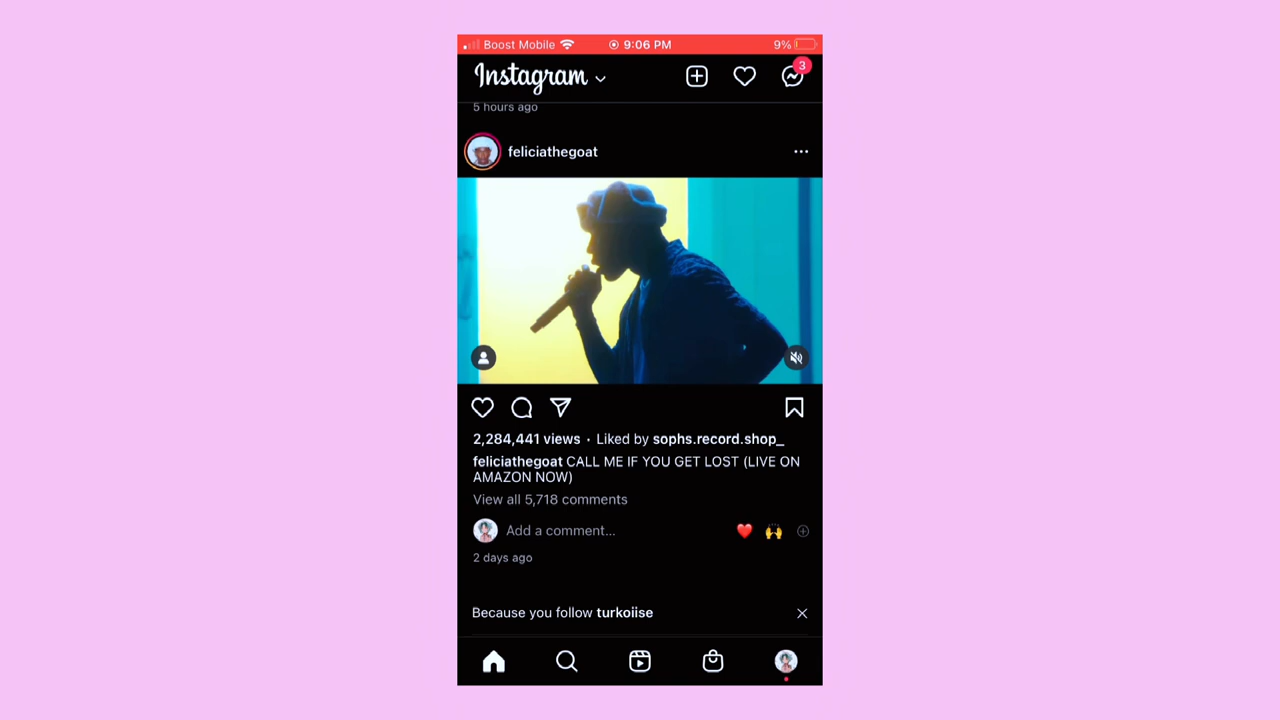 Boost Mobile 9:06 PM 9%
Instagram 3
5 hours ago
feliciathegoat
2,284,441 views · Liked by sophs.record.shop_
feliciathegoat CALL ME IF YOU GET LOST (LIVE ON
AMAZON NOW)
View all 5,718 comments
Add a comment...
2 days ago
Because you follow turkoiise